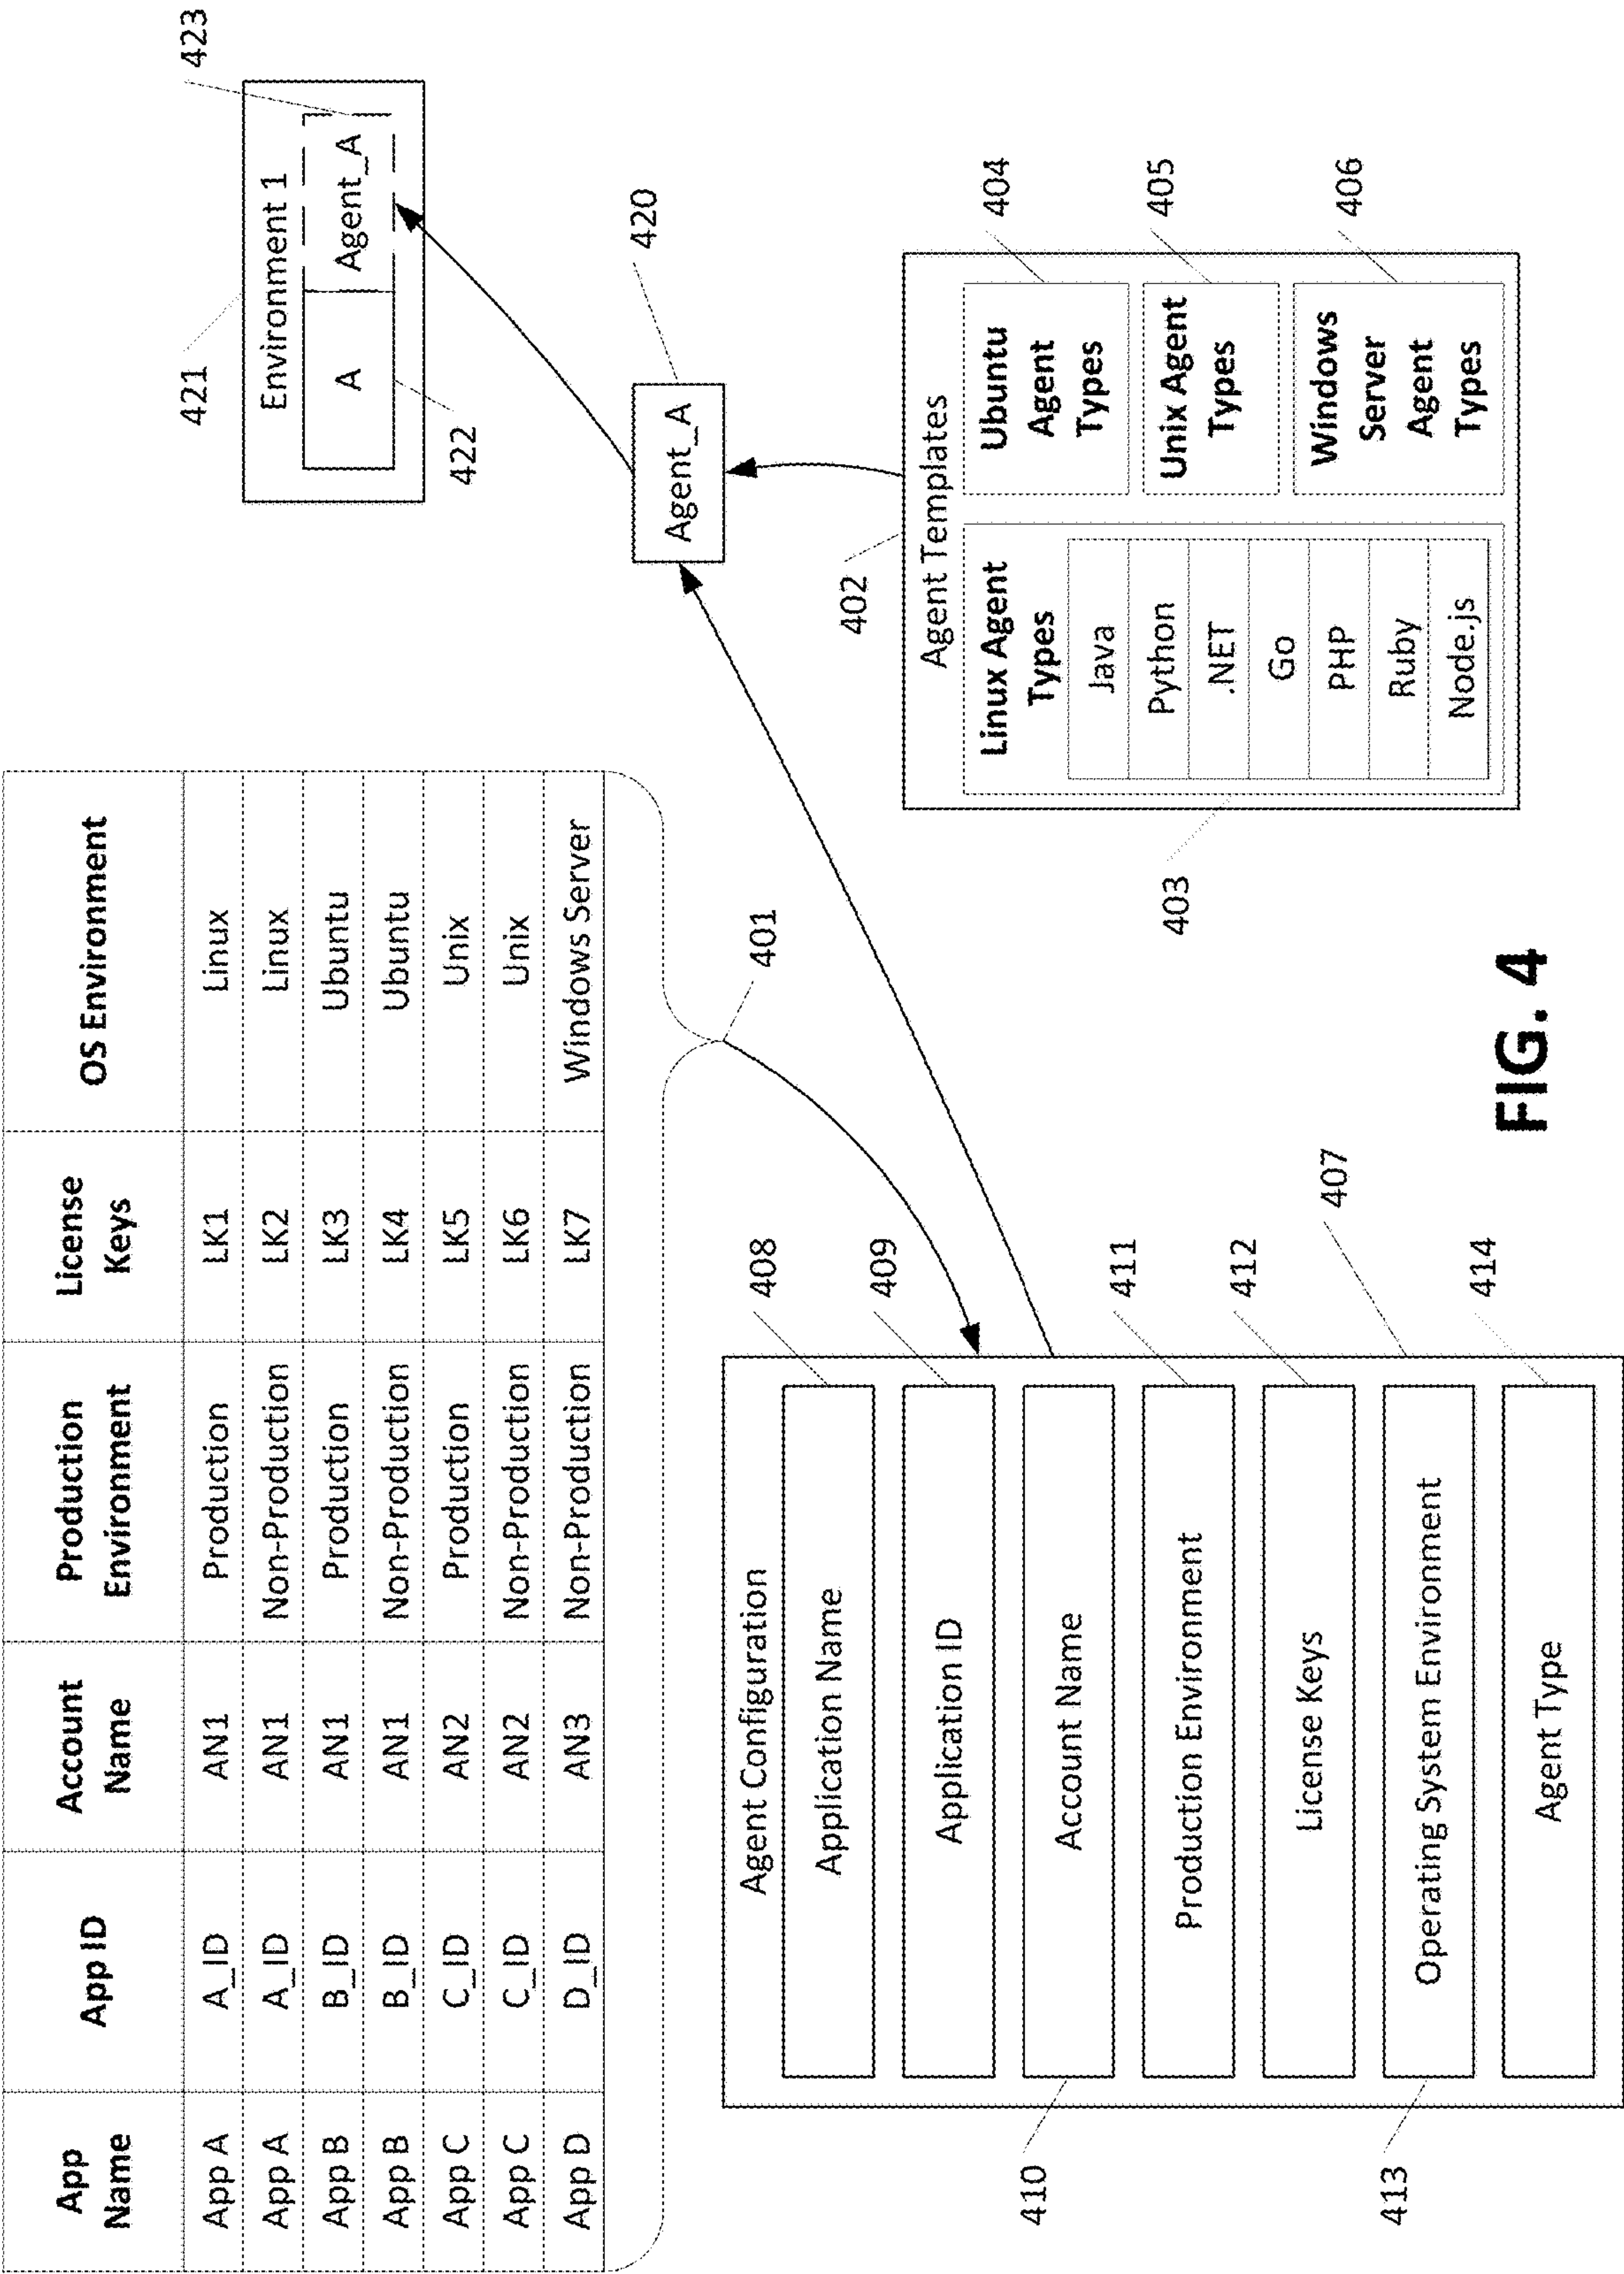 App Name | App ID | Account Name | Production Environment | License Keys | OS Environment
App A | A_ID | AN1 | Production | LK1 | Linux
App A | A_ID | AN1 | Non-Production | LK2 | Linux
App B | B_ID | AN1 | Production | LK3 | Ubuntu
App B | B_ID | AN1 | Non-Production | LK4 | Ubuntu
App C | C_ID | AN2 | Production | LK5 | Unix
App C | C_ID | AN2 | Non-Production | LK6 | Unix
App D | D_ID | AN3 | Non-Production | LK7 | Windows Server
401
Agent Configuration
Application Name
408
Application ID
409
Account Name
410
Production Environment
411
License Keys
412
Operating System Environment
413
Agent Type
414
407
421
Environment 1
A
Agent_A
422
423
Agent_A
420
402
Agent Templates
Linux Agent
Types
Java
Python
.NET
Go
PHP
Ruby
Node.js
403
Ubuntu
Agent
Types
404
Unix Agent
Types
405
Windows
Server
Agent
Types
406
FIG. 4